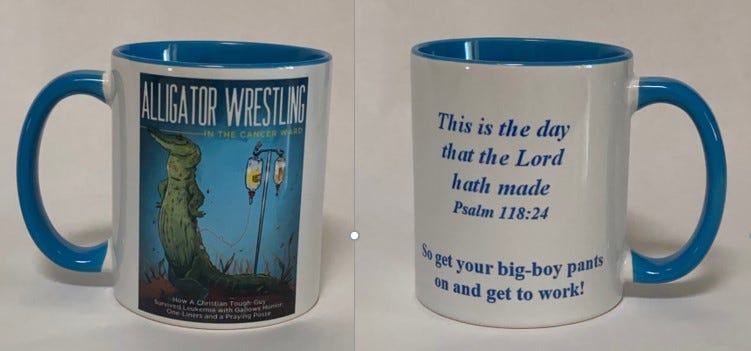 ALLIGATOR WRESTLING
IN THE CANCER WARD
How A Christian Tough-Guy
Survived Leukemia with Gallows Humor,
One-Liners and a Praying Posse
This is the day
that the Lord
hath made
Psalm 118:24
So get your big-boy pants
on and get to work!